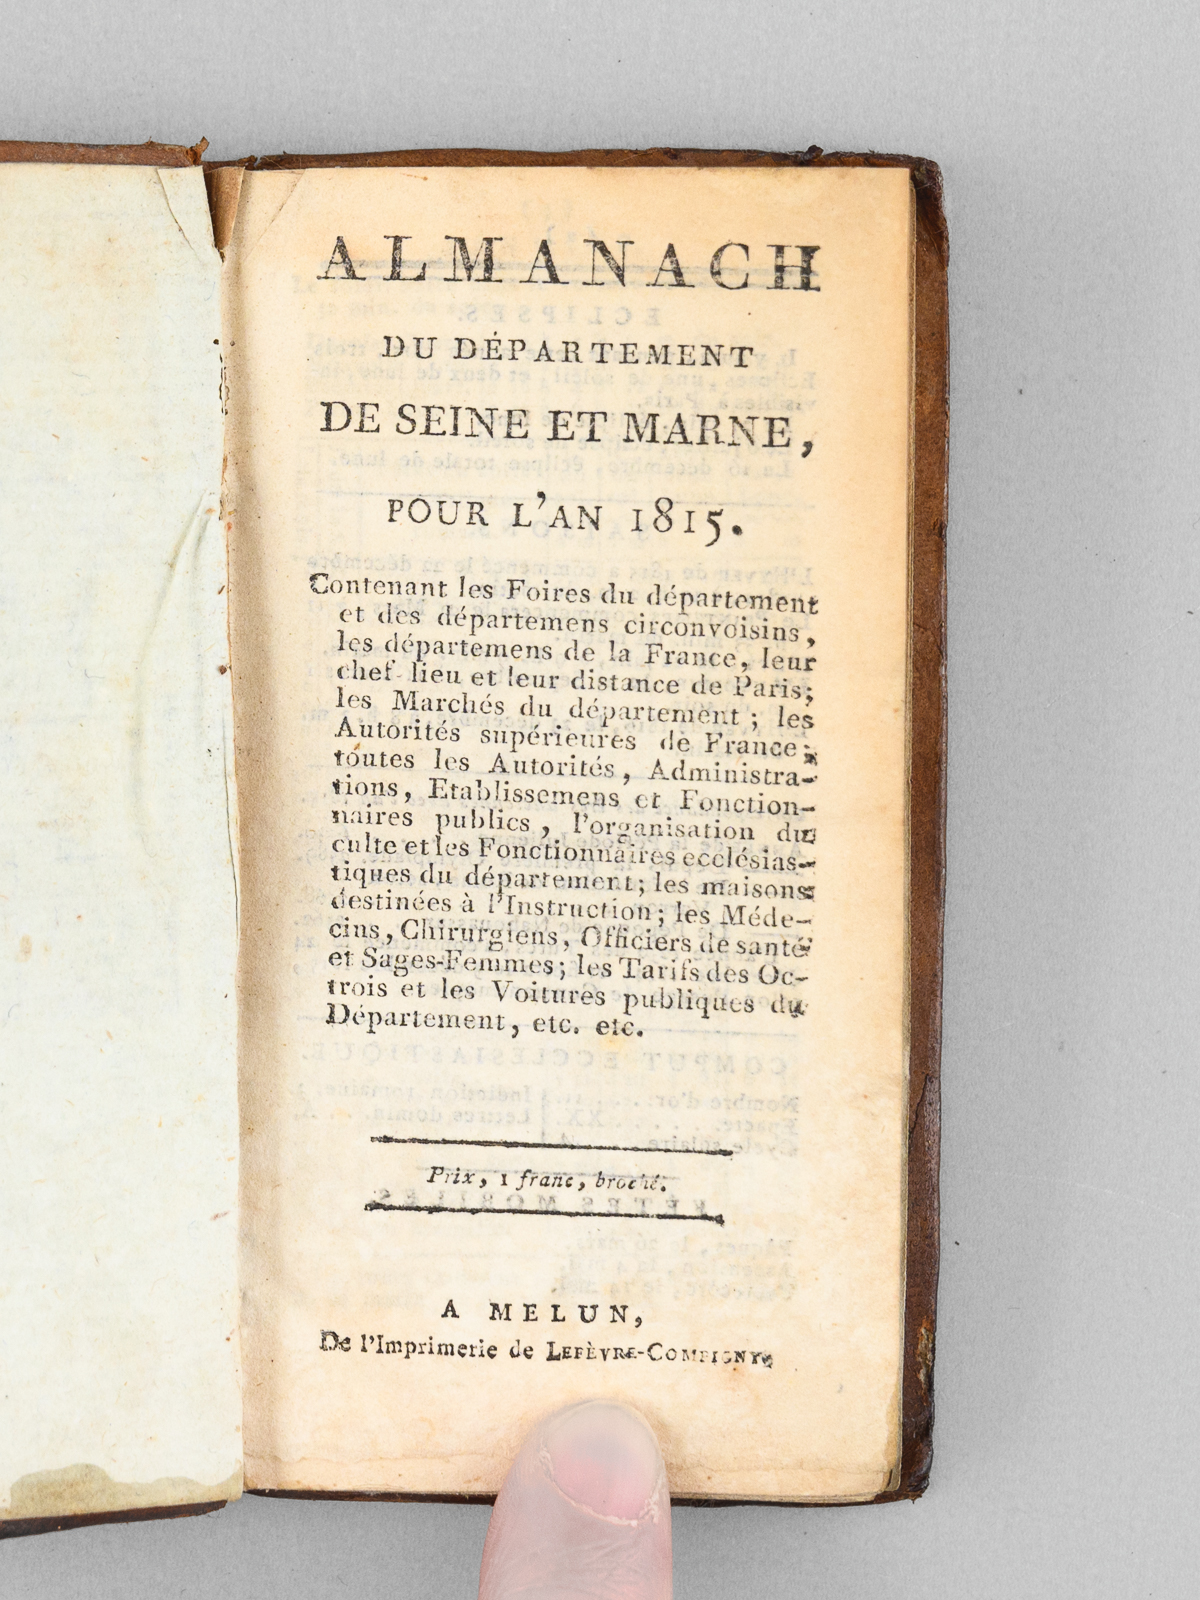 ALMANACH
DU DÉPARTEMENT
DE SEINE ET MARNE,
POUR L'AN 1815.
Contenant les Foires du département
et des départemens circonvoisins,
les départemens de la France, leur
chef-lieu et leur distance de Paris;
les Marchés du département; les
Autorités supérieures de France;
toutes les Autorités, Administra-
tions, Etablissemens et Fonction-
naires publics, l'organisation du
culte et les Fonctionnaires ecclésias-
tiques du département; les maisons
destinées à l'Instruction; les Méde-
cins, Chirurgiens, Officiers de santé
et Sages-Femmes; les Tarifs des Oc-
trois et les Voitures publiques du
Département, etc. etc.
Prix, 1 franc, broché.
A MELUN,
De l'Imprimerie de LEFÈVRE-COMPIGNY.